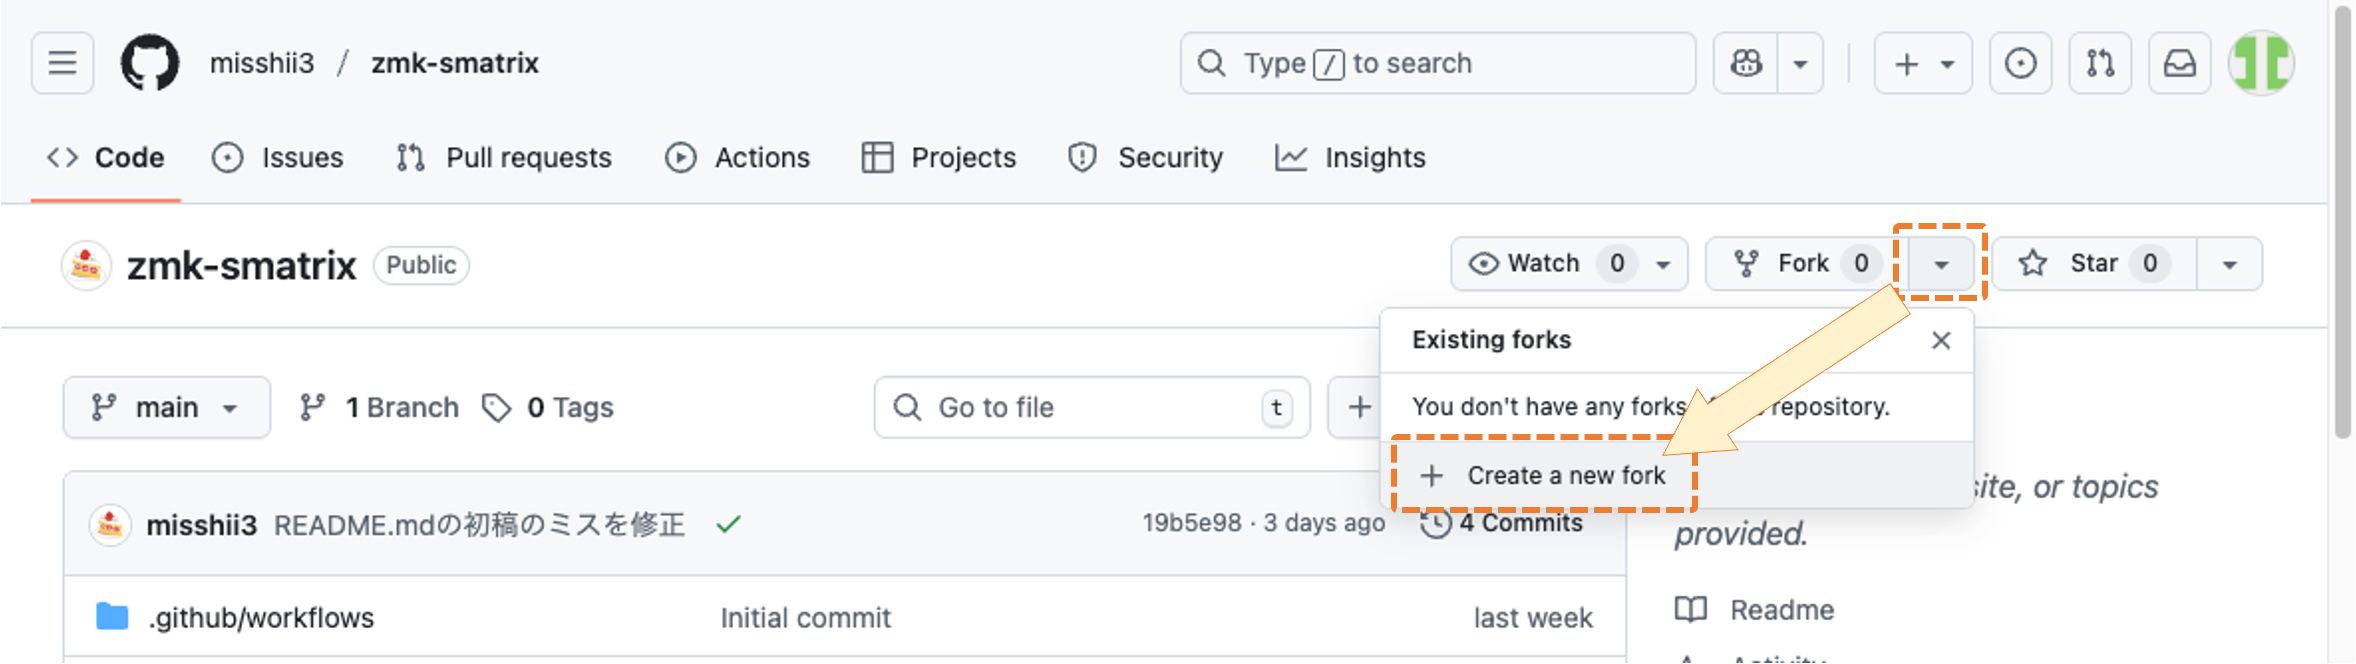 misshii3 / zmk-smatrix
Type / to search
Code Issues Pull requests Actions Projects Security Insights
zmk-smatrix Public
Watch 0 Fork 0 Star 0
Existing forks
You don't have any forks repository.
Create a new fork
main 1 Branch 0 Tags
Go to file t
site, or topics
provided.
misshii3 README.mdの初稿のミスを修正 19b5e98 · 3 days ago 4 Commits
.github/workflows Initial commit last week
Readme
Activity